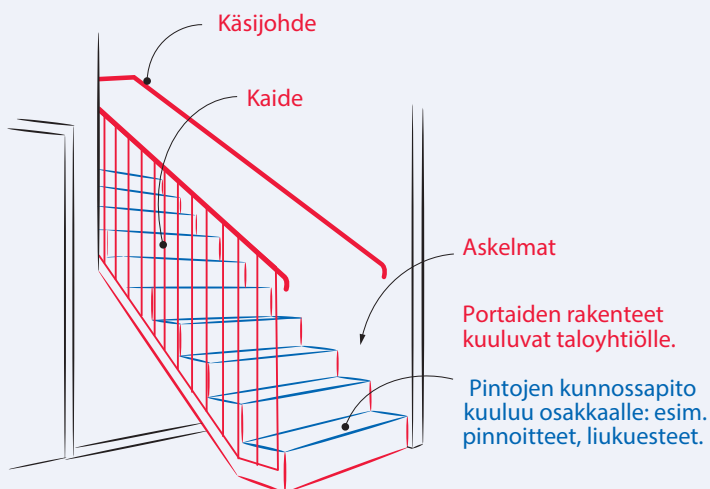 Käsijohde
Kaide
Askelmat
Portaiden rakenteet
kuuluvat taloyhtiölle.
Pintojen kunnossapito
kuuluu osakkaalle: esim.
pinnoitteet, liukuesteet.